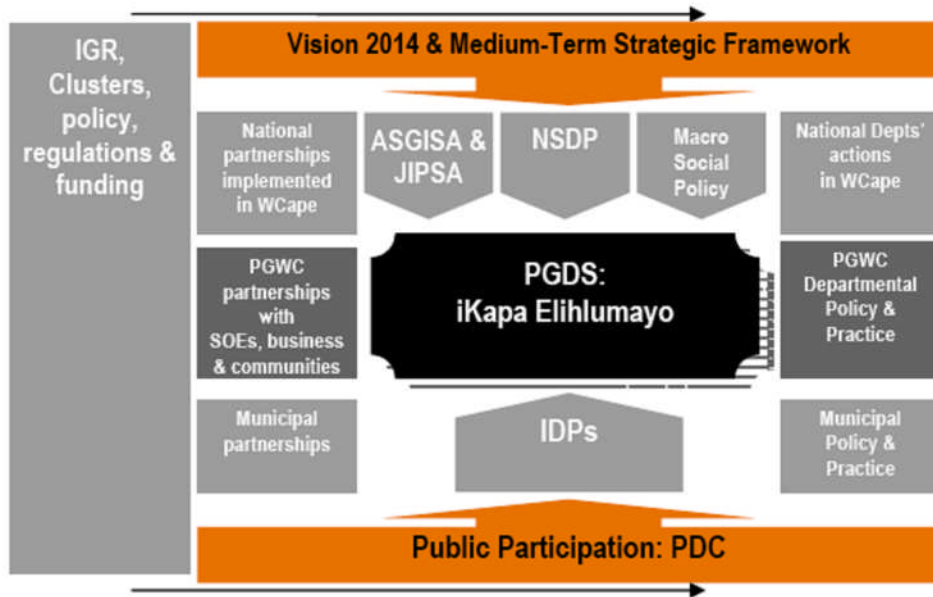 IGR,
Clusters,
policy,
regulations &
funding
Vision 2014 & Medium-Term Strategic Framework
National
partnerships
implemented
in WCape
ASGISA &
JIPSA
NSDP
Macro
Social
Policy
National Depts'
actions
in WCape
PGWC
partnerships
with
SOEs, business
& communities
PGDS:
iKapa Elihlumayo
PGWC
Departmental
Policy &
Practice
Municipal
partnerships
IDPs
Municipal
Policy &
Practice
Public Participation: PDC